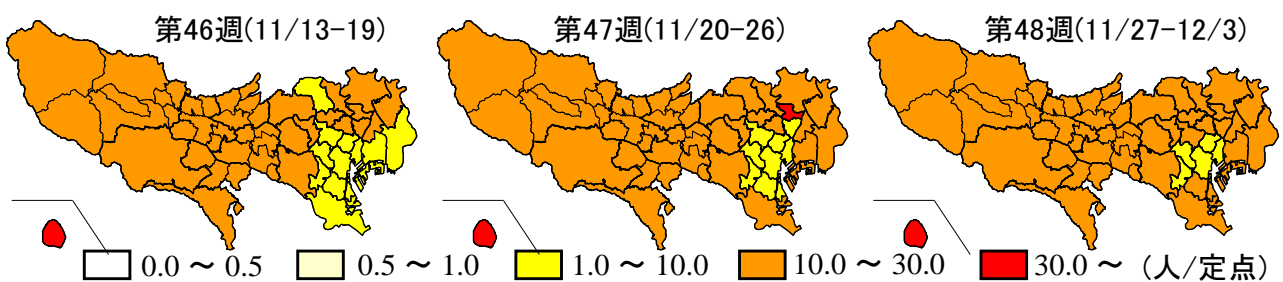 第46週(11/13-19)
第47週(11/20-26)
第48週(11/27-12/3)
0.0 ～ 0.5
0.5 ～ 1.0
1.0 ～ 10.0
10.0 ～ 30.0
30.0 ～ (人/定点)